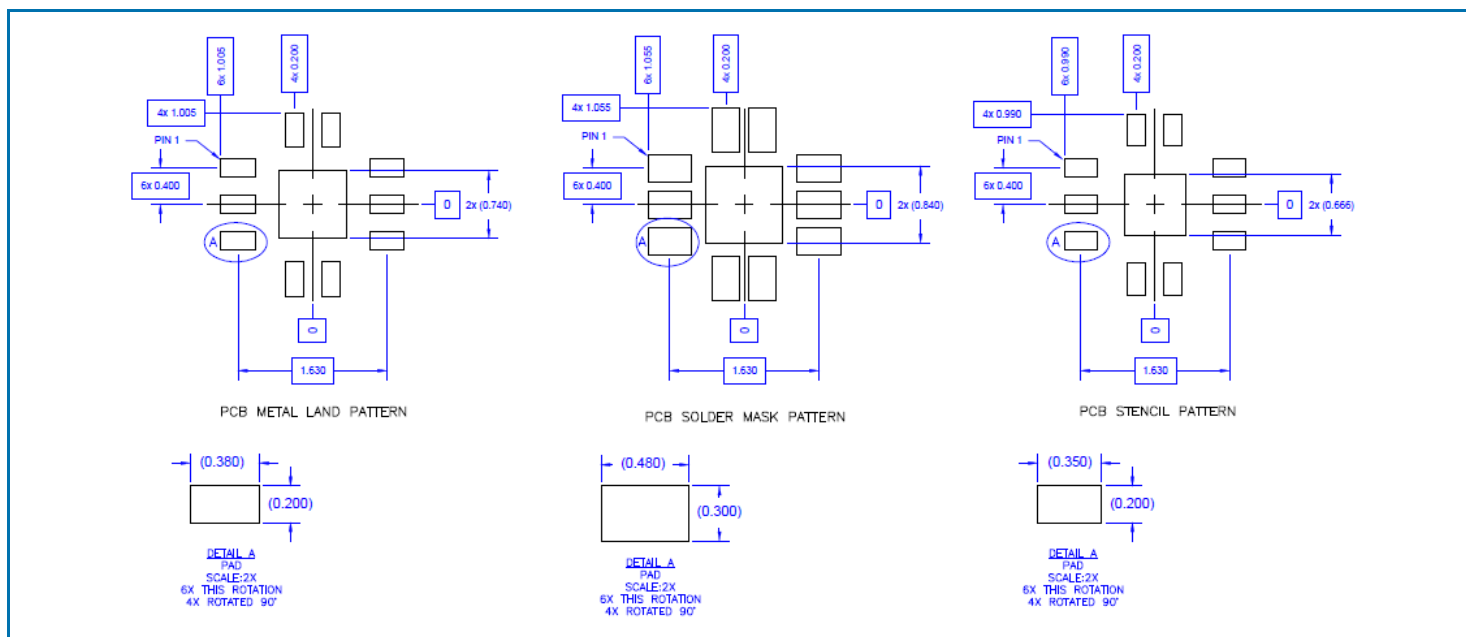 6x 1.005
4x 0.200
4x 1.005
PIN 1
6x 0.400
0
2x (0.740)
0
1.630
PCB METAL LAND PATTERN
(0.380)
(0.200)
DETAIL A
PAD
SCALE:2X
6X THIS ROTATION
4X ROTATED 90°
A
6x 1.055
4x 0.200
4x 1.055
PIN 1
6x 0.400
0
2x (0.840)
A
0
1.630
PCB SOLDER MASK PATTERN
(0.480)
(0.300)
DETAIL A
PAD
SCALE:2X
6X THIS ROTATION
4X ROTATED 90°
6x 0.990
4x 0.200
4x 0.990
PIN 1
6x 0.400
0
2x (0.666)
A
0
1.630
PCB STENCIL PATTERN
(0.350)
(0.200)
DETAIL A
PAD
SCALE:2X
6X THIS ROTATION
4X ROTATED 90°